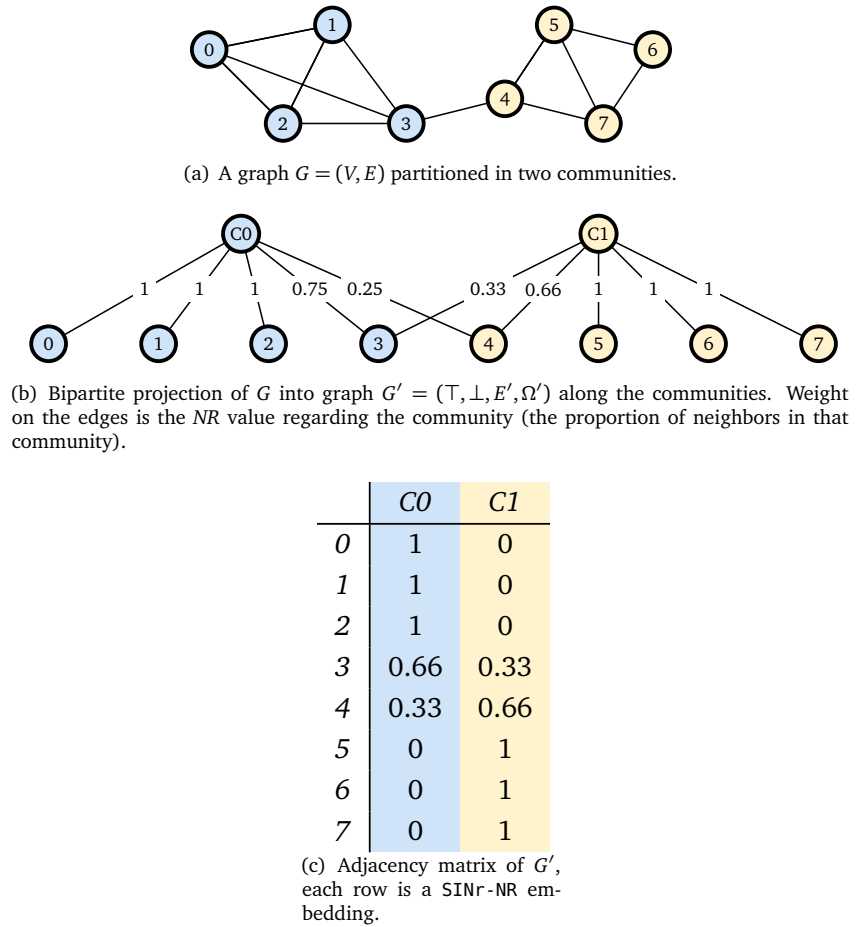 0 1 2 3 4 5 6 7
(a) A graph G = (V, E) partitioned in two communities.
C0 C1
1 1 1 0.75 0.25 0.33 0.66 1 1 1
0 1 2 3 4 5 6 7
(b) Bipartite projection of G into graph G′ = (⊤, ⊥, E′, Ω′) along the communities. Weight
on the edges is the NR value regarding the community (the proportion of neighbors in that
community).
C0 C1
0 1 0
1 1 0
2 1 0
3 0.66 0.33
4 0.33 0.66
5 0 1
6 0 1
7 0 1
(c) Adjacency matrix of G′,
each row is a SINr-NR em-
bedding.